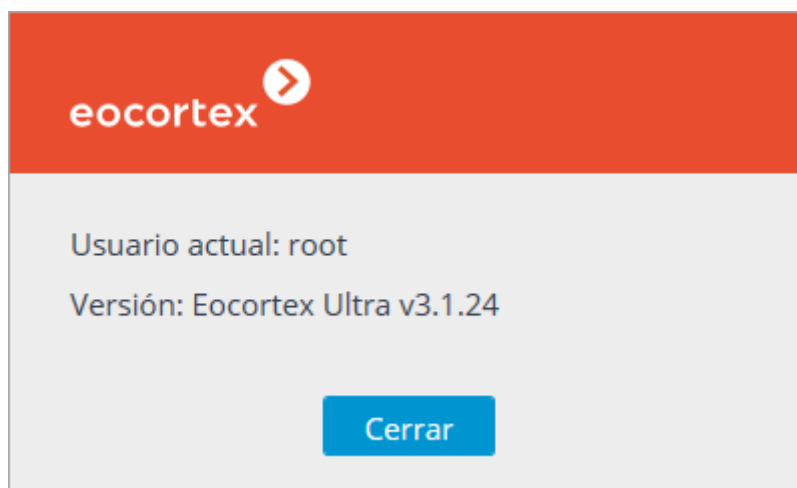 eocortex
Usuario actual: root
Versión: Eocortex Ultra v3.1.24
Cerrar